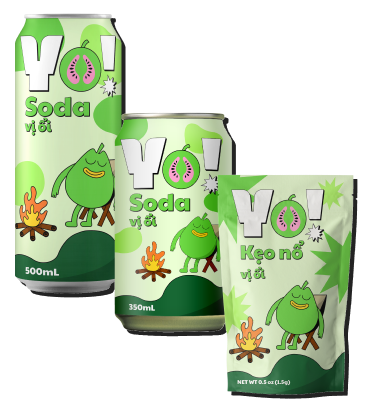 YO!
Soda
vị ổi
500mL
YO!
Soda
vị ổi
350mL
YO!
Kẹo nổ
vị ổi
NET WT 0.5 oz (1.5g)